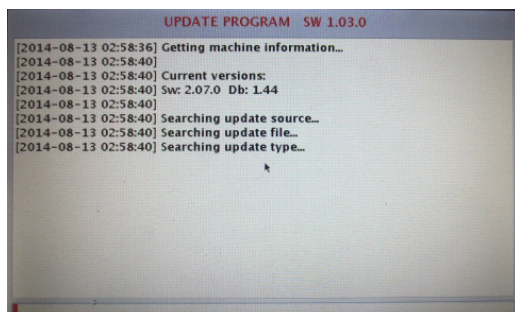 UPDATE PROGRAM SW 1.03.0
[2014-08-13 02:58:36] Getting machine information...
[2014-08-13 02:58:40]
[2014-08-13 02:58:40] Current versions:
[2014-08-13 02:58:40] Sw: 2.07.0 Db: 1.44
[2014-08-13 02:58:40]
[2014-08-13 02:58:40] Searching update source...
[2014-08-13 02:58:40] Searching update file...
[2014-08-13 02:58:40] Searching update type...